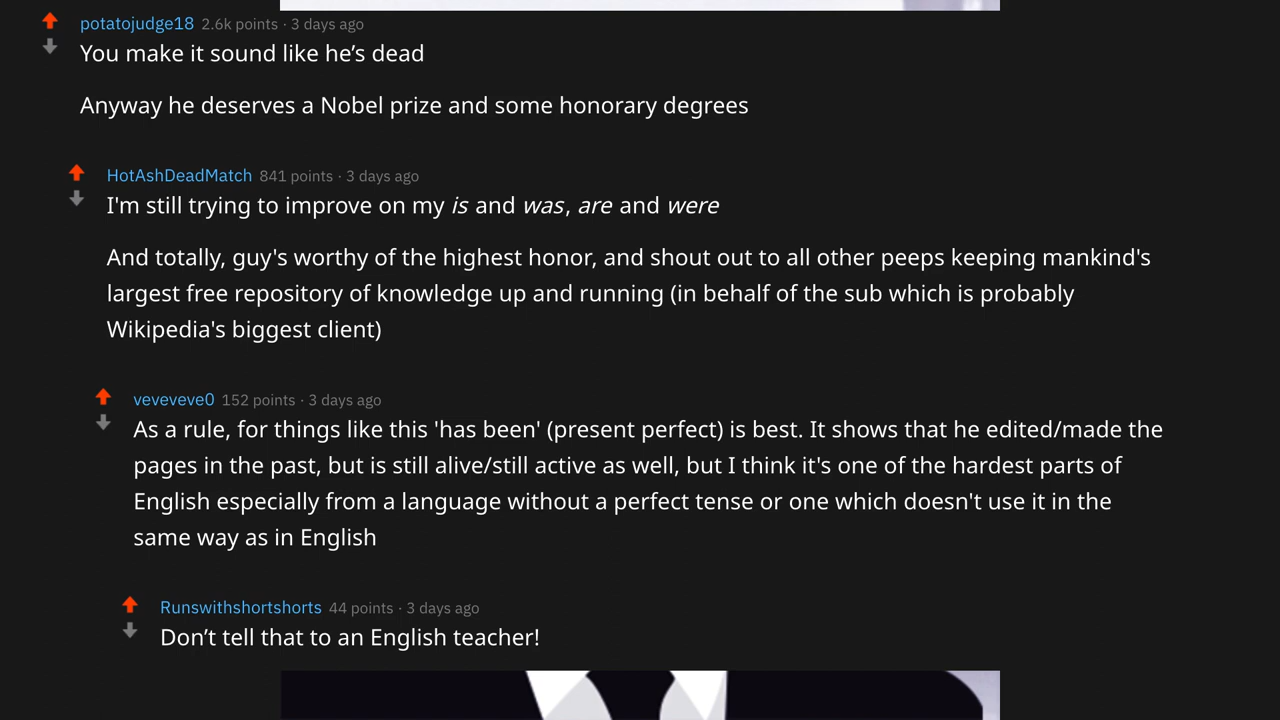 potatojudge18 2.6k points · 3 days ago
You make it sound like he’s dead
Anyway he deserves a Nobel prize and some honorary degrees
HotAshDeadMatch 841 points · 3 days ago
I'm still trying to improve on my is and was, are and were
And totally, guy's worthy of the highest honor, and shout out to all other peeps keeping mankind's
largest free repository of knowledge up and running (in behalf of the sub which is probably
Wikipedia's biggest client)
veveveve0 152 points · 3 days ago
As a rule, for things like this 'has been' (present perfect) is best. It shows that he edited/made the
pages in the past, but is still alive/still active as well, but I think it's one of the hardest parts of
English especially from a language without a perfect tense or one which doesn't use it in the
same way as in English
Runswithshortshorts 44 points · 3 days ago
Don’t tell that to an English teacher!